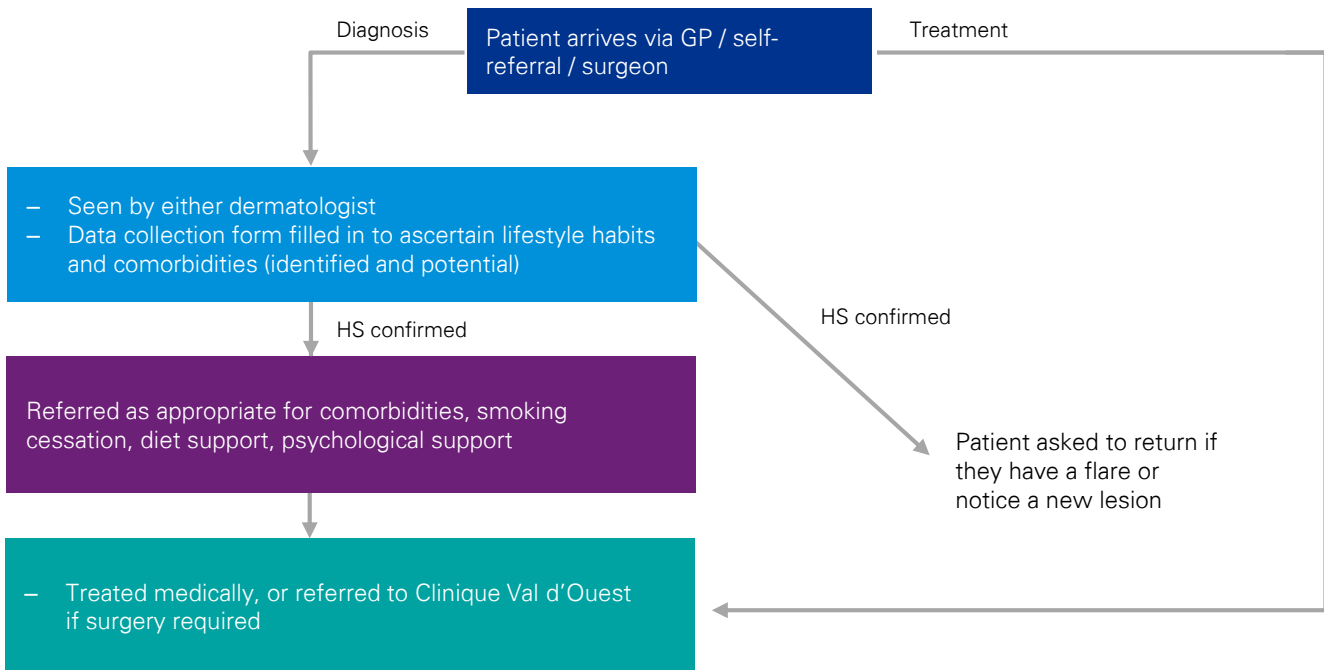 Diagnosis
Patient arrives via GP / self-
referral / surgeon
Treatment
– Seen by either dermatologist
– Data collection form filled in to ascertain lifestyle habits
and comorbidities (identified and potential)
HS confirmed
HS confirmed
Referred as appropriate for comorbidities, smoking
cessation, diet support, psychological support
Patient asked to return if
they have a flare or
notice a new lesion
– Treated medically, or referred to Clinique Val d’Ouest
if surgery required